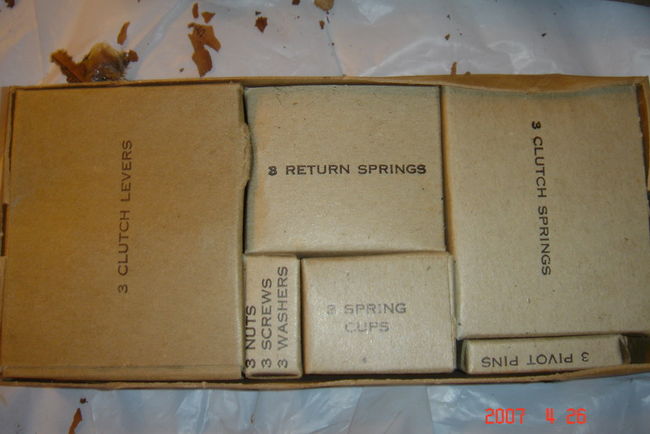 3 CLUTCH LEVERS
3 RETURN SPRINGS
3 CLUTCH SPRINGS
3 NUTS
3 SCREWS
3 WASHERS
3 SPRING
CUPS
3 PIVOT PINS
2007 4.26